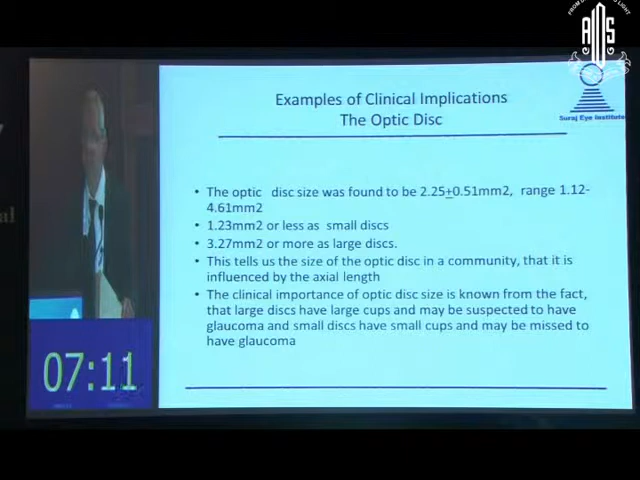 AIOS
Suraj Eye Institute
Examples of Clinical Implications
The Optic Disc
• The optic disc size was found to be 2.25±0.51mm2, range 1.12-
4.61mm2
• 1.23mm2 or less as small discs
• 3.27mm2 or more as large discs.
• This tells us the size of the optic disc in a community, that it is
influenced by the axial length
• The clinical importance of optic disc size is known from the fact,
that large discs have large cups and may be suspected to have
glaucoma and small discs have small cups and may be missed to
have glaucoma
07:11
al